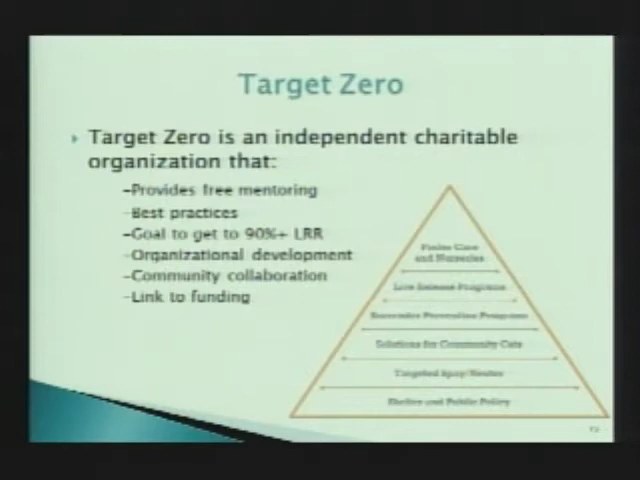 Target Zero
Target Zero is an independent charitable
organization that:
–Provides free mentoring
–Best practices
–Goal to get to 90%+ LRR
–Organizational development
–Community collaboration
–Link to funding
Foster Care
and Nurseries
Live Release Programs
Surrender Prevention Programs
Solutions for Community Cats
Targeted Spay/Neuter
Shelter and Public Policy